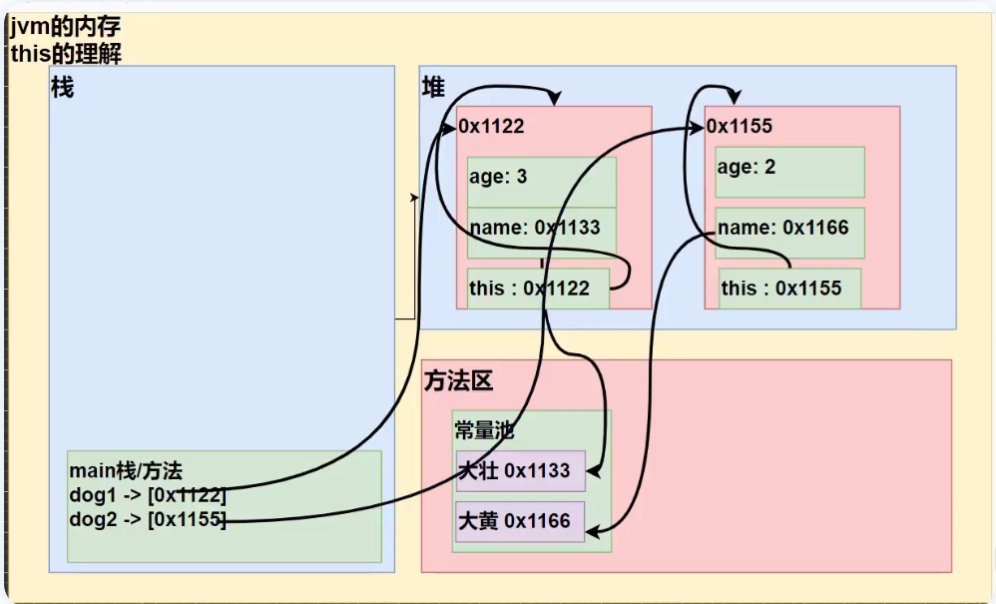 jvm的内存
this的理解
栈
main栈/方法
dog1 -> [0x1122]
dog2 -> [0x1155]
堆
0x1122
age: 3
name: 0x1133
this : 0x1122
0x1155
age: 2
name: 0x1166
this : 0x1155
方法区
常量池
大壮 0x1133
大黄 0x1166